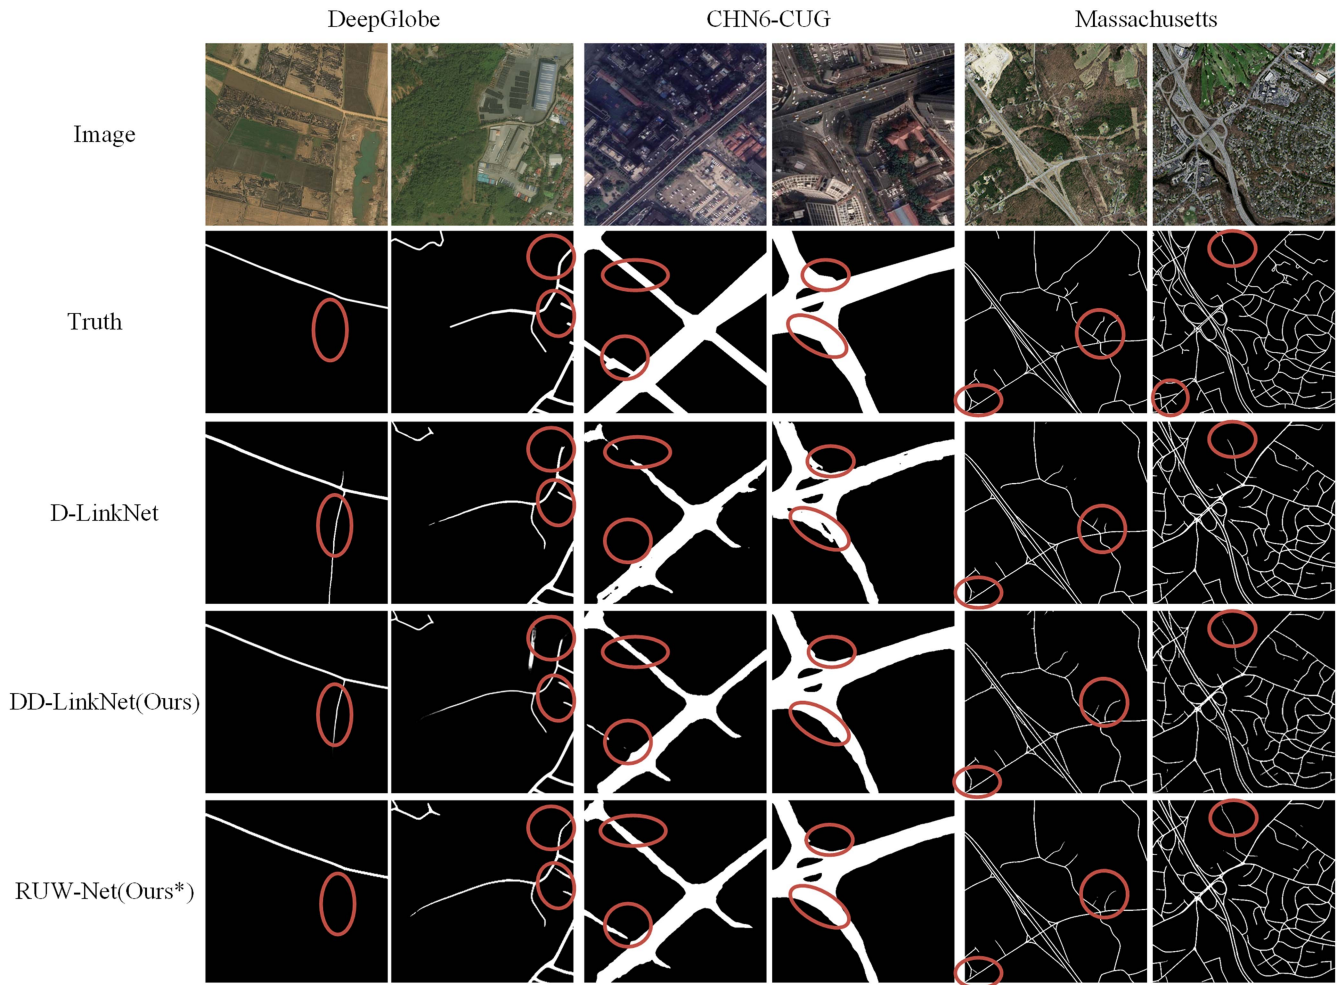 DeepGlobe CHN6-CUG Massachusetts
Image
Truth
D-LinkNet
DD-LinkNet(Ours)
RUW-Net(Ours*)